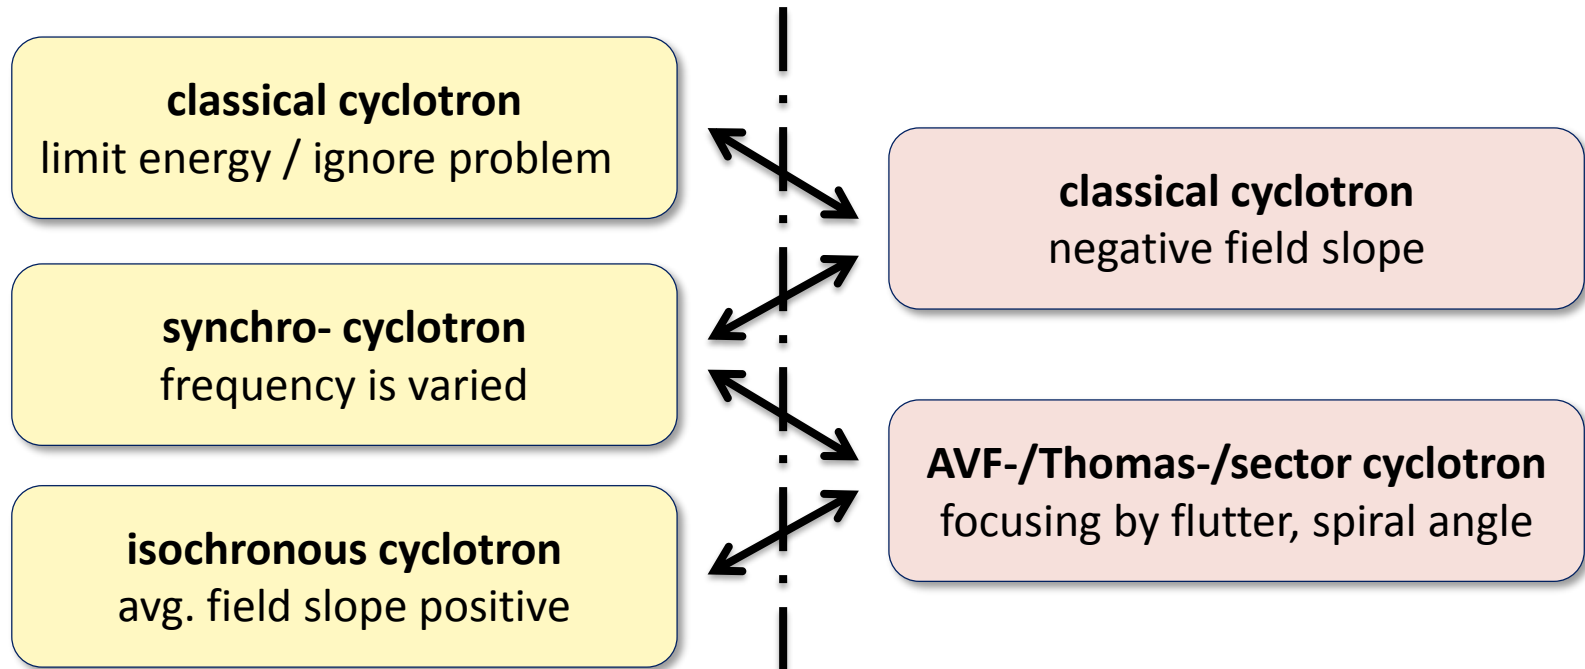 classical cyclotron
limit energy / ignore problem
synchro- cyclotron
frequency is varied
isochronous cyclotron
avg. field slope positive
classical cyclotron
negative field slope
AVF-/Thomas-/sector cyclotron
focusing by flutter, spiral angle